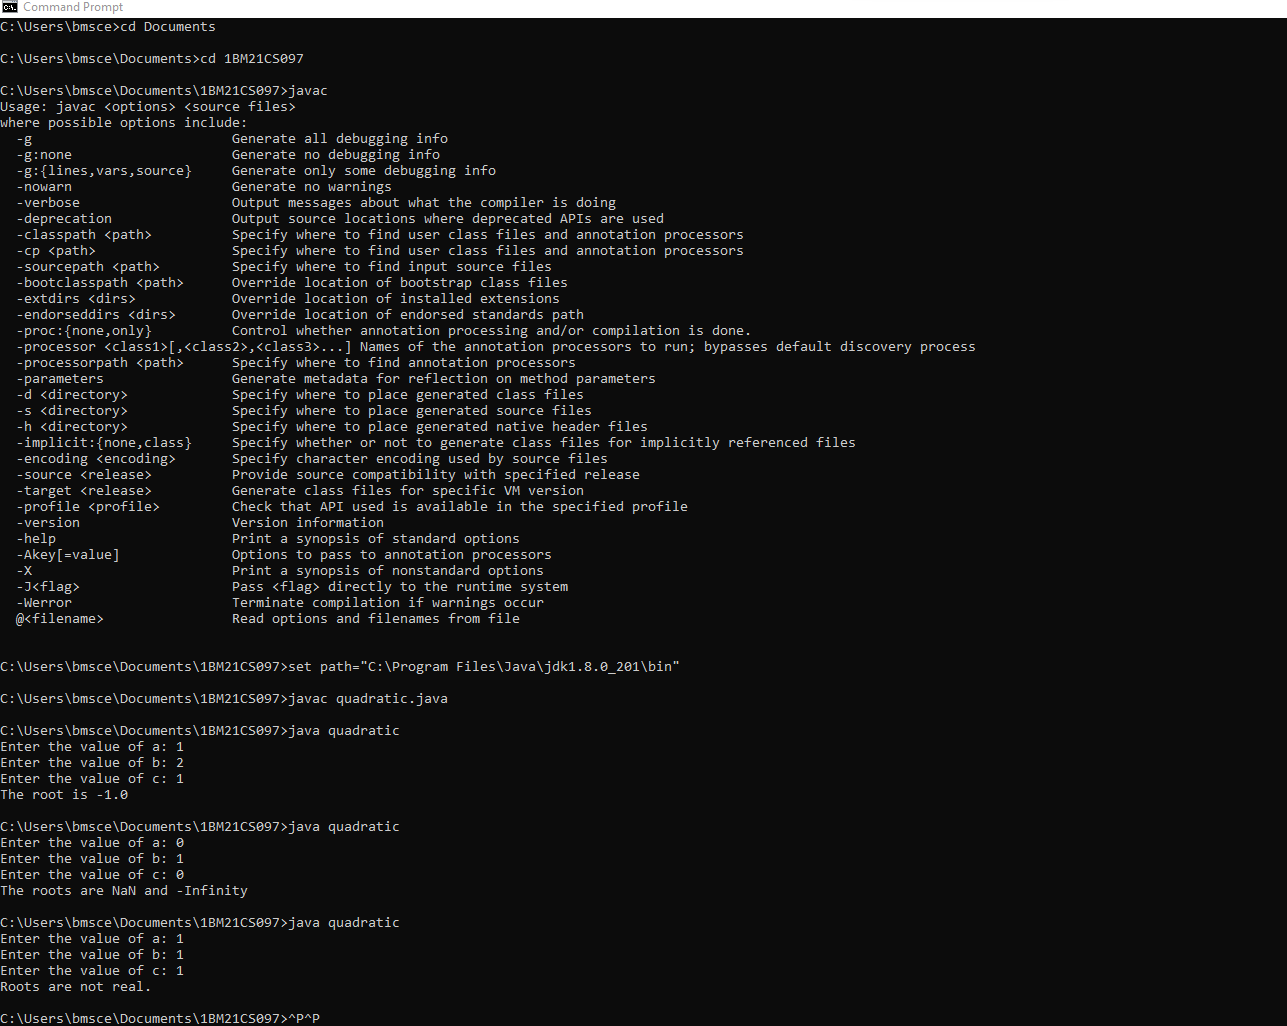 Command Prompt
C:\Users\bmsce>cd Documents
C:\Users\bmsce\Documents>cd 1BM21CS097
C:\Users\bmsce\Documents\1BM21CS097>javac
Usage: javac <options> <source files>
where possible options include:
  -g                         Generate all debugging info
  -g:none                    Generate no debugging info
  -g:{lines,vars,source}     Generate only some debugging info
  -nowarn                    Generate no warnings
  -verbose                   Output messages about what the compiler is doing
  -deprecation               Output source locations where deprecated APIs are used
  -classpath <path>          Specify where to find user class files and annotation processors
  -cp <path>                 Specify where to find user class files and annotation processors
  -sourcepath <path>         Specify where to find input source files
  -bootclasspath <path>      Override location of bootstrap class files
  -extdirs <dirs>            Override location of installed extensions
  -endorseddirs <dirs>       Override location of endorsed standards path
  -proc:{none,only}          Control whether annotation processing and/or compilation is done.
  -processor <class1>[,<class2>,<class3>...] Names of the annotation processors to run; bypasses default discovery process
  -processorpath <path>      Specify where to find annotation processors
  -parameters                Generate metadata for reflection on method parameters
  -d <directory>             Specify where to place generated class files
  -s <directory>             Specify where to place generated source files
  -h <directory>             Specify where to place generated native header files
  -implicit:{none,class}     Specify whether or not to generate class files for implicitly referenced files
  -encoding <encoding>       Specify character encoding used by source files
  -source <release>          Provide source compatibility with specified release
  -target <release>          Generate class files for specific VM version
  -profile <profile>         Check that API used is available in the specified profile
  -version                   Version information
  -help                      Print a synopsis of standard options
  -Akey[=value]              Options to pass to annotation processors
  -X                         Print a synopsis of nonstandard options
  -J<flag>                   Pass <flag> directly to the runtime system
  -Werror                    Terminate compilation if warnings occur
  @<filename>                Read options and filenames from file
C:\Users\bmsce\Documents\1BM21CS097>set path="C:\Program Files\Java\jdk1.8.0_201\bin"
C:\Users\bmsce\Documents\1BM21CS097>javac quadratic.java
C:\Users\bmsce\Documents\1BM21CS097>java quadratic
Enter the value of a: 1
Enter the value of b: 2
Enter the value of c: 1
The root is -1.0
C:\Users\bmsce\Documents\1BM21CS097>java quadratic
Enter the value of a: 0
Enter the value of b: 1
Enter the value of c: 0
The roots are NaN and -Infinity
C:\Users\bmsce\Documents\1BM21CS097>java quadratic
Enter the value of a: 1
Enter the value of b: 1
Enter the value of c: 1
Roots are not real.
C:\Users\bmsce\Documents\1BM21CS097>^P^P